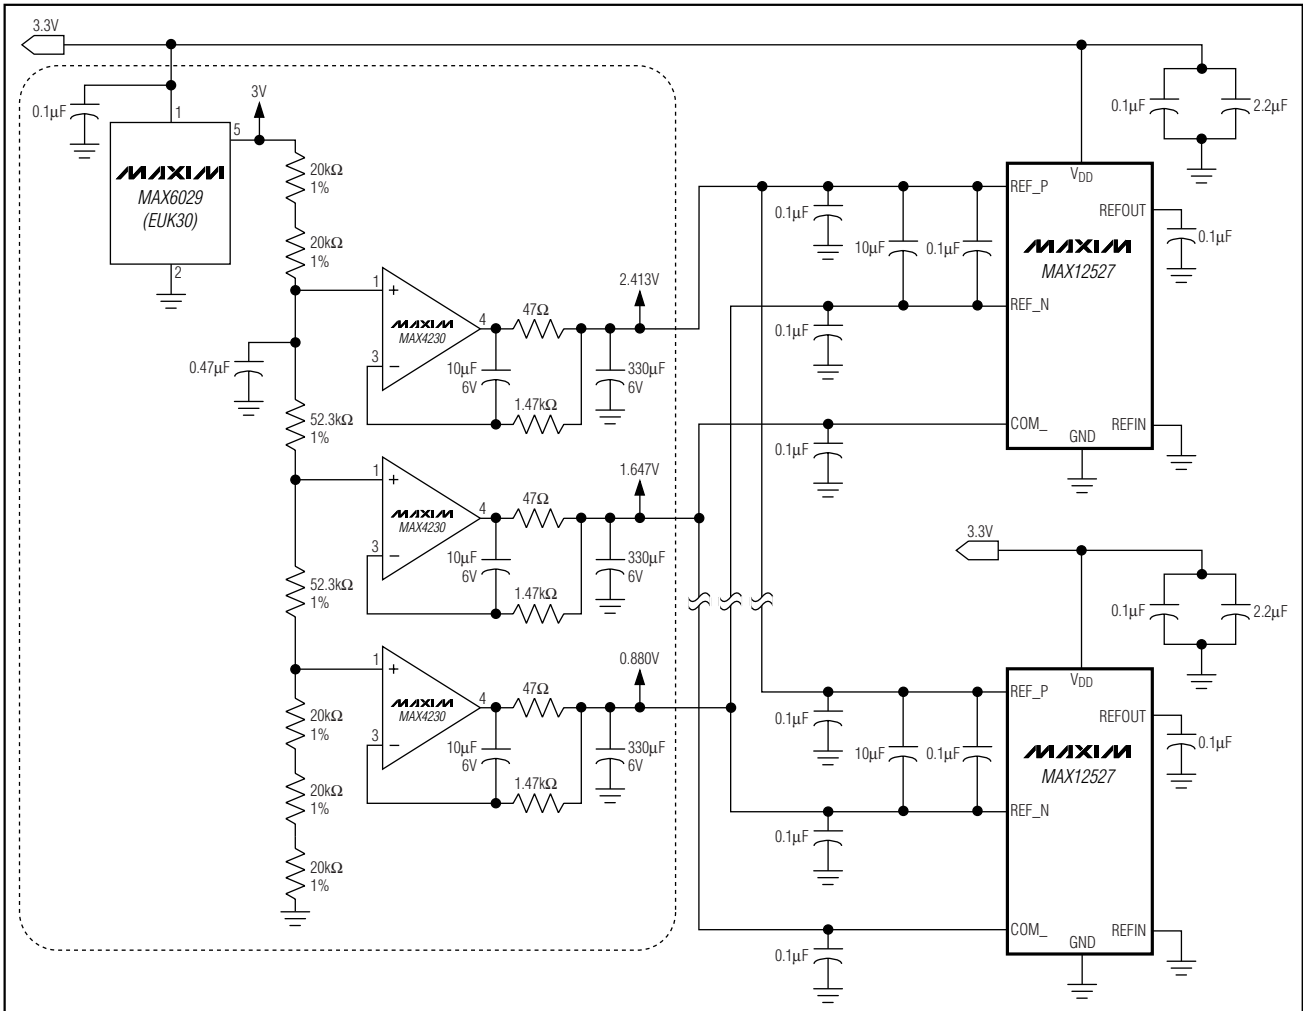 3.3V
0.1μF
1
3V
5
MAXIM
MAX6029
(EUK30)
2
20kΩ
1%
20kΩ
1%
0.47μF
52.3kΩ
1%
52.3kΩ
1%
20kΩ
1%
20kΩ
1%
20kΩ
1%
1
+
MAXIM
MAX4230
3
−
4
47Ω
10μF
6V
1.47kΩ
2.413V
330μF
6V
1
+
MAXIM
MAX4230
3
−
4
47Ω
10μF
6V
1.47kΩ
1.647V
330μF
6V
1
+
MAXIM
MAX4230
3
−
4
47Ω
10μF
6V
1.47kΩ
0.880V
330μF
6V
0.1μF
2.2μF
0.1μF
10μF
0.1μF
0.1μF
0.1μF
VDD
REF_P
REFOUT
MAXIM
MAX12527
REF_N
COM_
GND
REFIN
0.1μF
3.3V
0.1μF
2.2μF
0.1μF
10μF
0.1μF
0.1μF
0.1μF
VDD
REF_P
REFOUT
MAXIM
MAX12527
REF_N
COM_
GND
REFIN
0.1μF